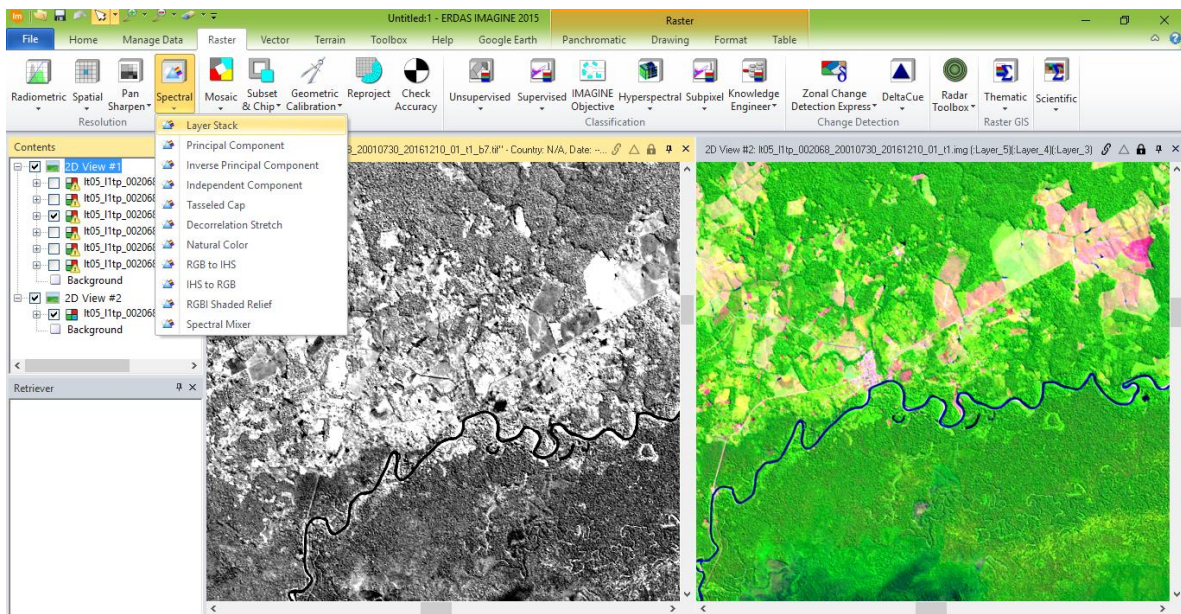 Untitled:1 - ERDAS IMAGINE 2015
Raster
File Home Manage Data Raster Vector Terrain Toolbox Help Google Earth Panchromatic Drawing Format Table
Radiometric Spatial Pan Sharpen Spectral Mosaic Subset & Chip Geometric Calibration Reproject Check Accuracy Unsupervised Supervised IMAGINE Objective Hyperspectral Subpixel Knowledge Engineer Zonal Change Detection Express DeltaCue Radar Toolbox Thematic Scientific
Resolution Classification Change Detection Raster GIS
Layer Stack
Principal Component
Inverse Principal Component
Independent Component
Tasseled Cap
Decorrelation Stretch
Natural Color
RGB to IHS
IHS to RGB
RGBI Shaded Relief
Spectral Mixer
Contents
2D View #1
lt05_l1tp_002068
lt05_l1tp_002068
lt05_l1tp_002068
lt05_l1tp_002068
lt05_l1tp_002068
lt05_l1tp_002068
Background
2D View #2
lt05_l1tp_002068
Background
Retriever
8_20010730_20161210_01_t1_b7.tif" - Country: N/A, Date: --...
2D View #2: lt05_l1tp_002068_20010730_20161210_01_t1.img (:Layer_5)(:Layer_4)(:Layer_3)